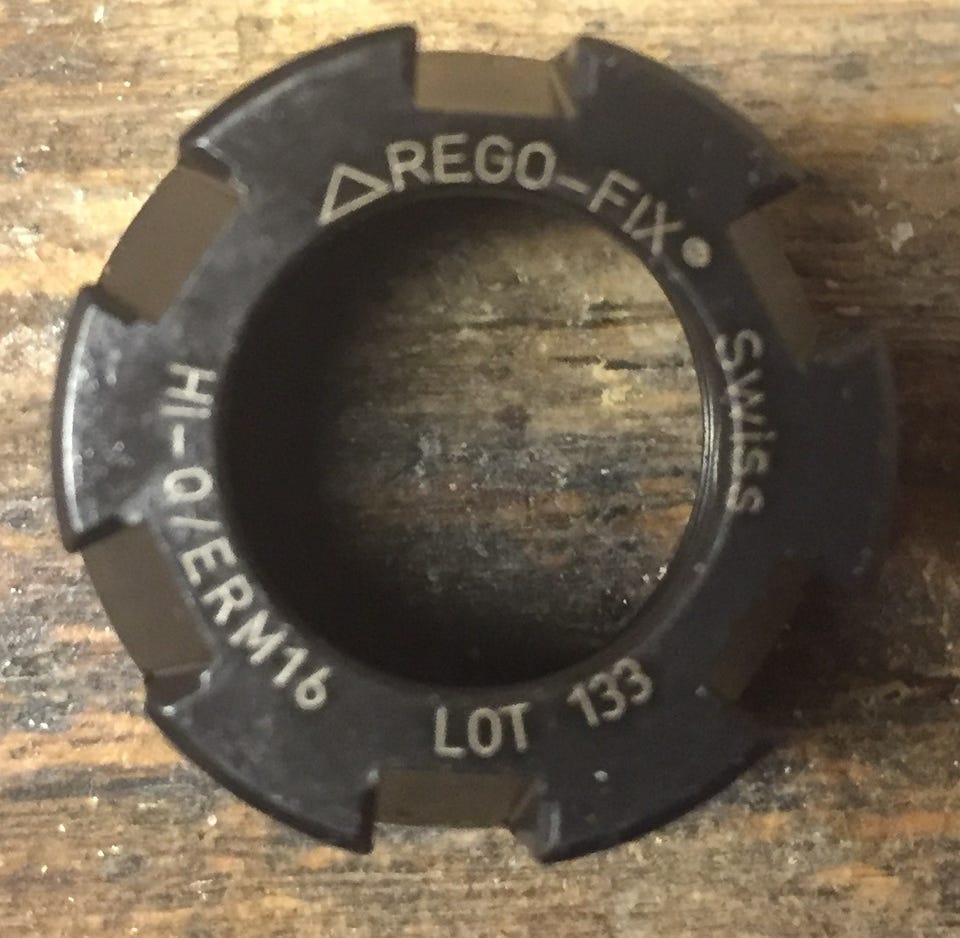 REGO-FIX®
SWiSS
LOT 133
HI-Q/ERM16